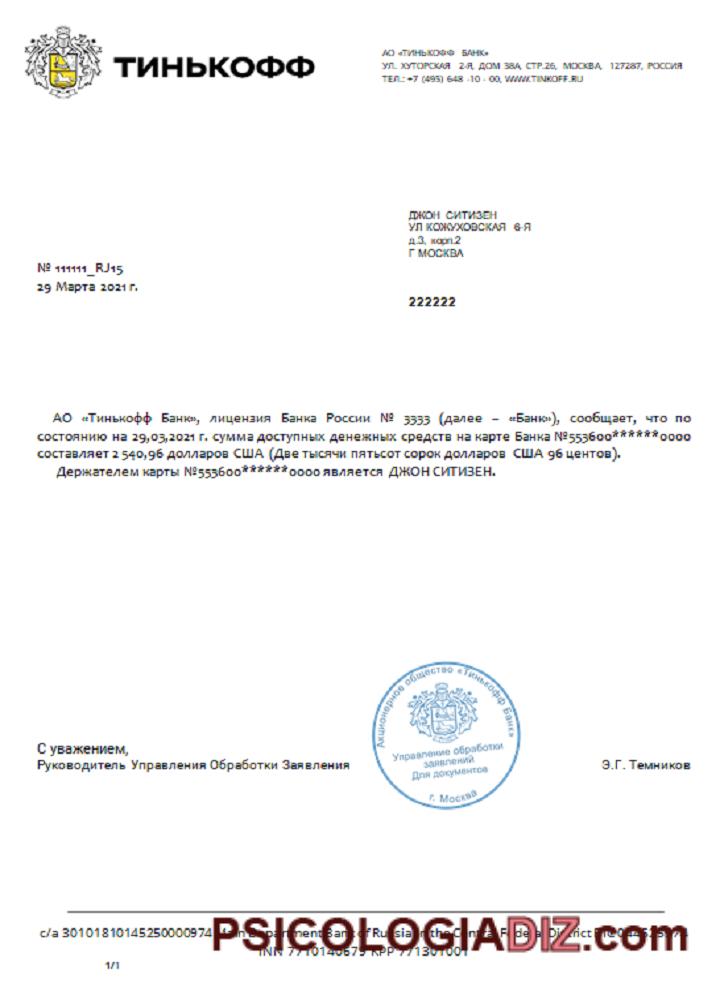 ТИНЬКОФФ
АО «ТИНЬКОФФ БАНК»
УЛ. ХУТОРСКАЯ 2-Я, ДОМ 38А, СТР.26, МОСКВА, 127287, РОССИЯ
ТЕЛ.: +7 (495) 648 -10 - 00, WWW.TINKOFF.RU
ДЖОН СИТИЗЕН
УЛ КОЖУХОВСКАЯ 6-Я
д.3, корп.2
Г МОСКВА
№ 111111_RJ15
29 Марта 2021 г.
222222
АО «Тинькофф Банк», лицензия Банка России № 3333 (далее – «Банк»), сообщает, что по
состоянию на 29,03,2021 г. сумма доступных денежных средств на карте Банка №553600******0000
составляет 2 540,96 долларов США (Две тысячи пятьсот сорок долларов США 96 центов).
Держателем карты №553600******0000 является ДЖОН СИТИЗЕН.
Акционерное общество «Тинькофф Банк»
Управление обработки
заявлений
Для документов
г. Москва
С уважением,
Руководитель Управления Обработки Заявления
Э.Г. Темников
с/а 30101810145250000974 Main Department Bank of Russia in the Central Federal District
PSICOLOGIADIZ.com
INN 7710140679 KPP 771301001
1/1